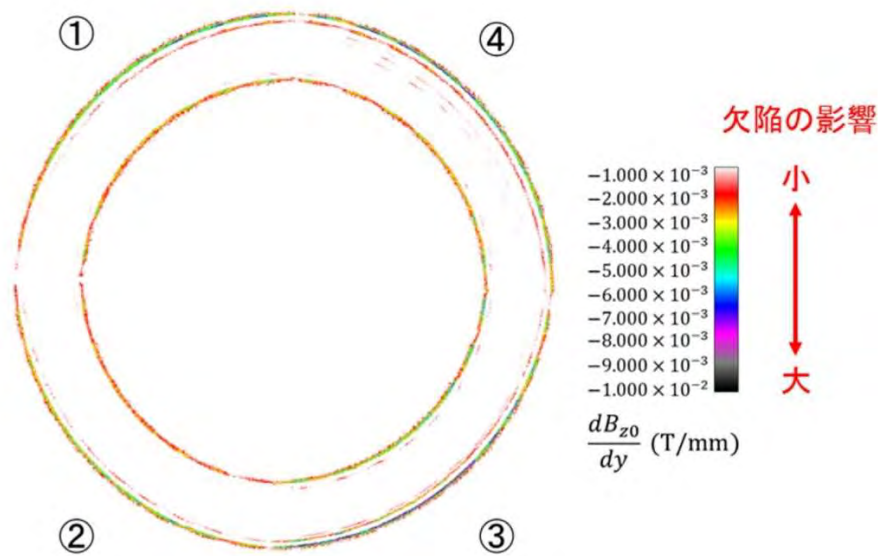 ①
④
欠陥の影響
−1.000 × 10⁻³
−2.000 × 10⁻³
−3.000 × 10⁻³
−4.000 × 10⁻³
−5.000 × 10⁻³
−6.000 × 10⁻³
−7.000 × 10⁻³
−8.000 × 10⁻³
−9.000 × 10⁻³
−1.000 × 10⁻²
小
大
dB_{z0}
dy
(T/mm)
②
③